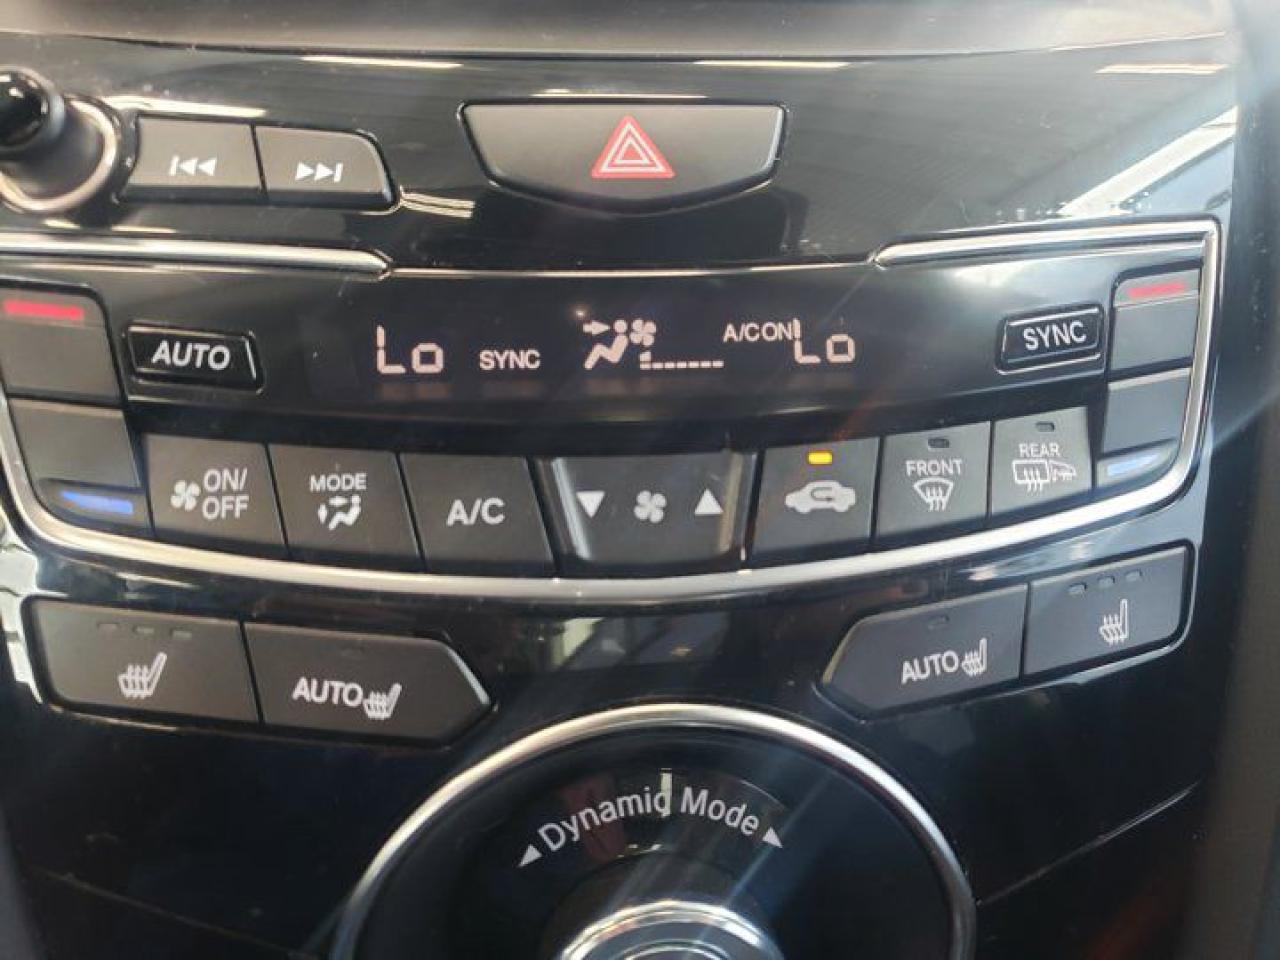 AUTO
Lo SYNC A/CON Lo
SYNC
ON/
OFF
MODE
A/C
FRONT
REAR
AUTO
AUTO
Dynamic Mode